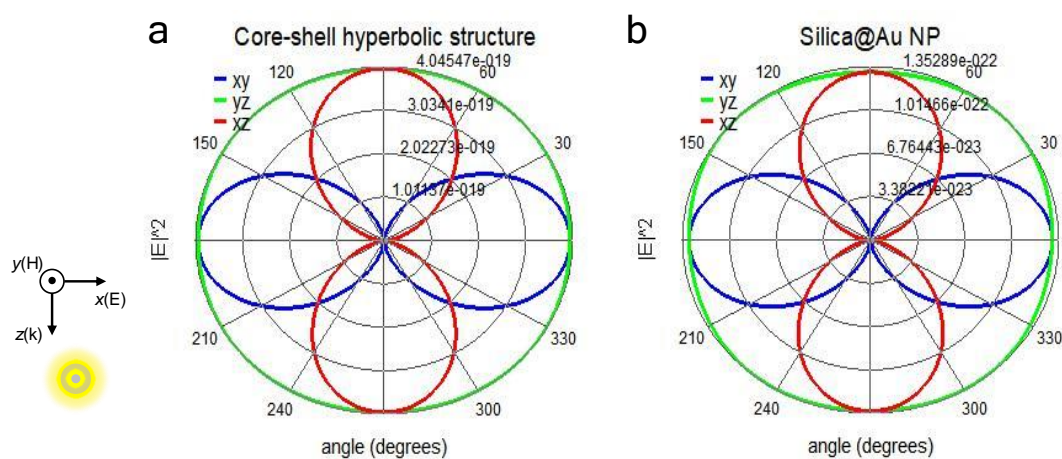 a
Core-shell hyperbolic structure
xy
yz
xz
120
60
150
30
210
330
240
300
4.04547e-019
3.0341e-019
2.02273e-019
1.01137e-019
|E|^2
angle (degrees)
b
Silica@Au NP
xy
yz
xz
120
60
150
30
210
330
240
300
1.35289e-022
1.01466e-022
6.76443e-023
3.38221e-023
|E|^2
angle (degrees)
y(H)
x(E)
z(k)